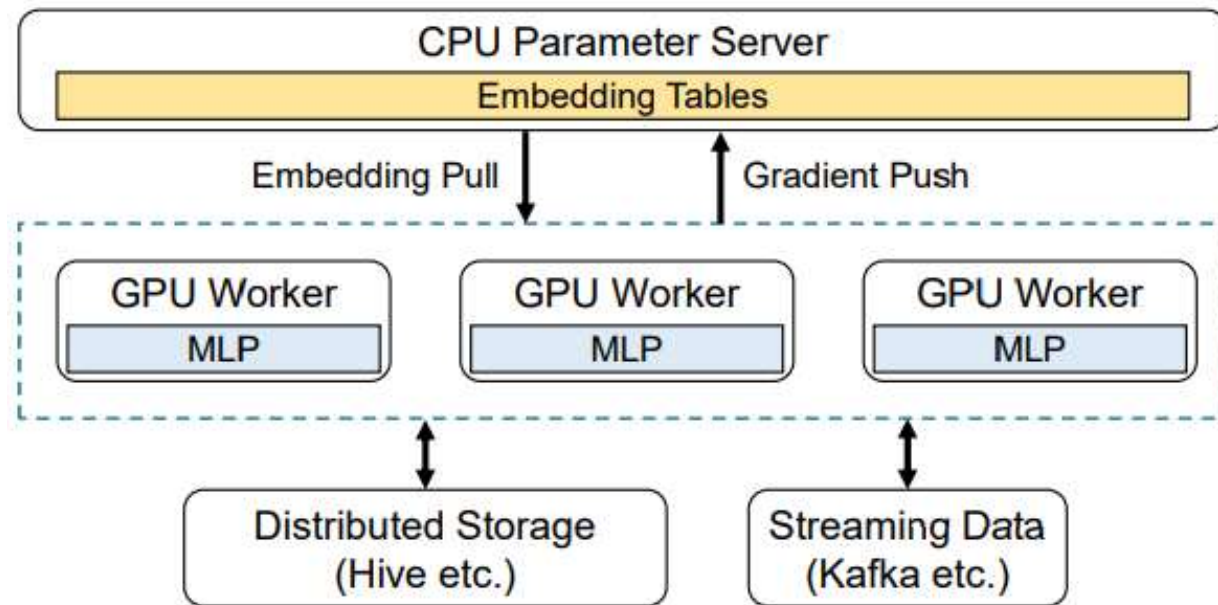 CPU Parameter Server
Embedding Tables
Embedding Pull
Gradient Push
GPU Worker
MLP
GPU Worker
MLP
GPU Worker
MLP
Distributed Storage
(Hive etc.)
Streaming Data
(Kafka etc.)